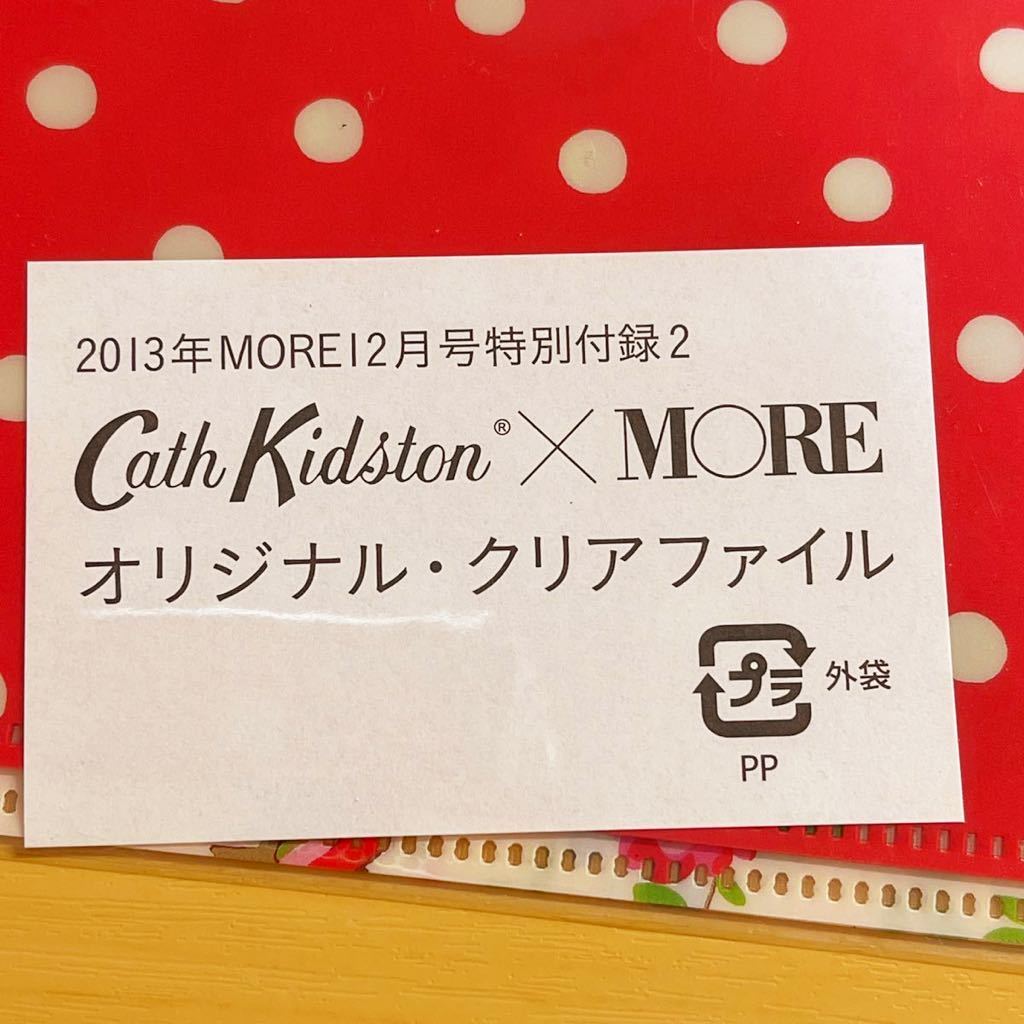 2013年MORE12月号特別付録2
Cath Kidston® × MORE
オリジナル・クリアファイル
プラ 外袋
PP